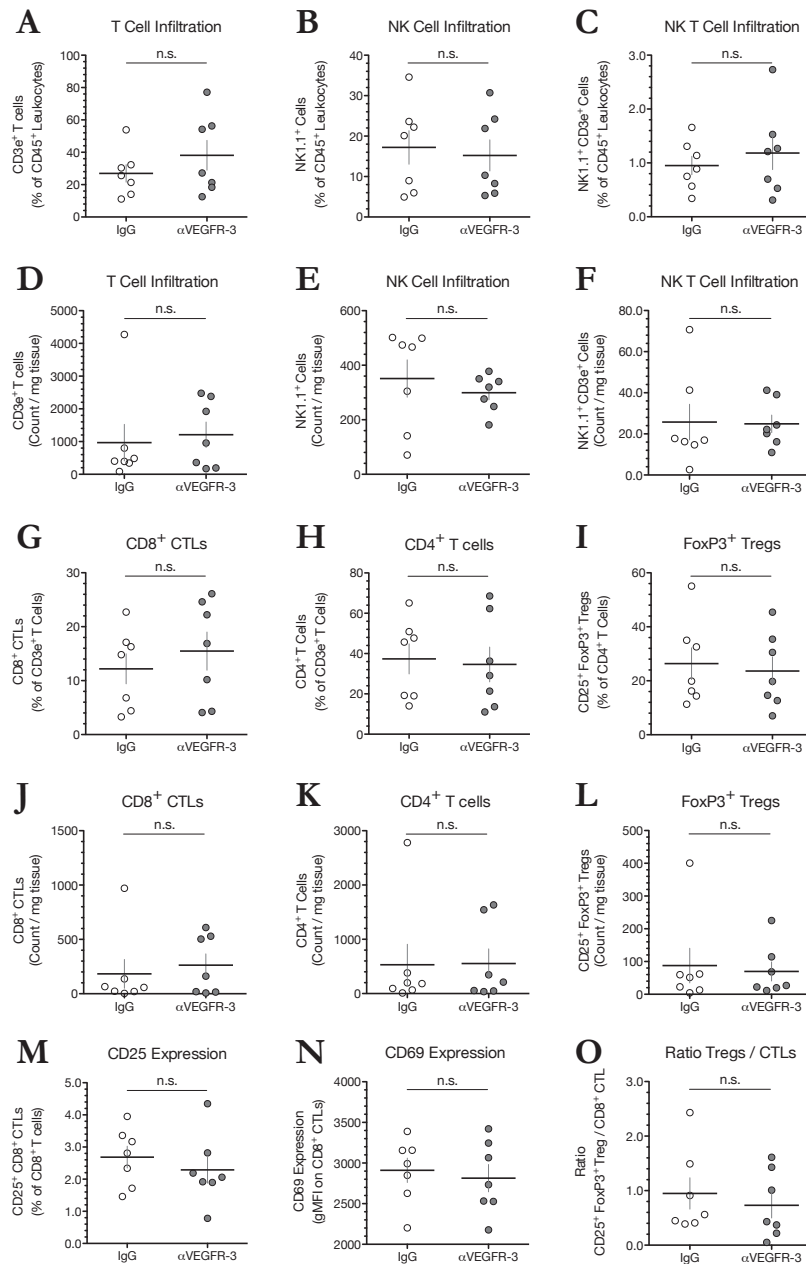 A
T Cell Infiltration
n.s.
CD3e+ T cells
(% of CD45+ Leukocytes)
100
80
60
40
20
0
IgG
αVEGFR-3
B
NK Cell Infiltration
n.s.
NK1.1+ Cells
(% of CD45+ Leukocytes)
40
30
20
10
0
IgG
αVEGFR-3
C
NK T Cell Infiltration
n.s.
NK1.1+ CD3e+ Cells
(% of CD45+ Leukocytes)
3.0
2.0
1.0
0.0
IgG
αVEGFR-3
D
T Cell Infiltration
n.s.
CD3e+ T cells
(Count / mg tissue)
5000
4000
3000
2000
1000
0
IgG
αVEGFR-3
E
NK Cell Infiltration
n.s.
NK1.1+ Cells
(Count / mg tissue)
600
400
200
0
IgG
αVEGFR-3
F
NK T Cell Infiltration
n.s.
NK1.1+ CD3e+ Cells
(Count / mg tissue)
80.0
60.0
40.0
20.0
0.0
IgG
αVEGFR-3
G
CD8+ CTLs
n.s.
CD8+ CTLs
(% of CD3e+ T Cells)
30
20
10
0
IgG
αVEGFR-3
H
CD4+ T cells
n.s.
CD4+ T Cells
(% of CD3e+ T Cells)
80
60
40
20
0
IgG
αVEGFR-3
I
FoxP3+ Tregs
n.s.
CD25+ FoxP3+ Tregs
(% of CD4+ T Cells)
60
40
20
0
IgG
αVEGFR-3
J
CD8+ CTLs
n.s.
CD8+ CTLs
(Count / mg tissue)
1500
1000
500
0
IgG
αVEGFR-3
K
CD4+ T cells
n.s.
CD4+ T Cells
(Count / mg tissue)
3000
2000
1000
0
IgG
αVEGFR-3
L
FoxP3+ Tregs
n.s.
CD25+ FoxP3+ Tregs
(Count / mg tissue)
500
400
300
200
100
0
IgG
αVEGFR-3
M
CD25 Expression
n.s.
CD25+ CD8+ CTLs
(% of CD8+ T Cells)
5.0
4.0
3.0
2.0
1.0
0.0
IgG
αVEGFR-3
N
CD69 Expression
n.s.
CD69 Expression
(gMFI on CD8+ CTLs)
4000
3500
3000
2500
2000
IgG
αVEGFR-3
O
Ratio Tregs / CTLs
n.s.
Ratio
CD25+ FoxP3+ Treg / CD8+ CTL
3.0
2.0
1.0
0.0
IgG
αVEGFR-3